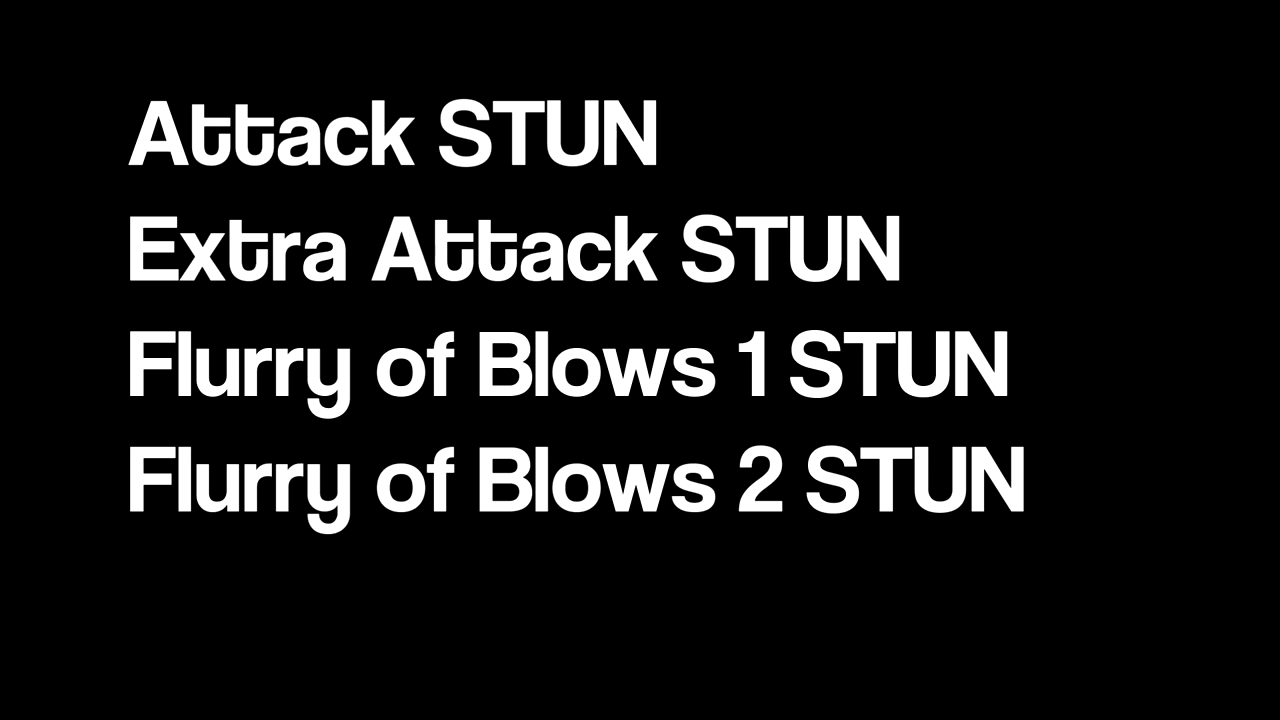 Attack STUN
Extra Attack STUN
Flurry of Blows 1 STUN
Flurry of Blows 2 STUN